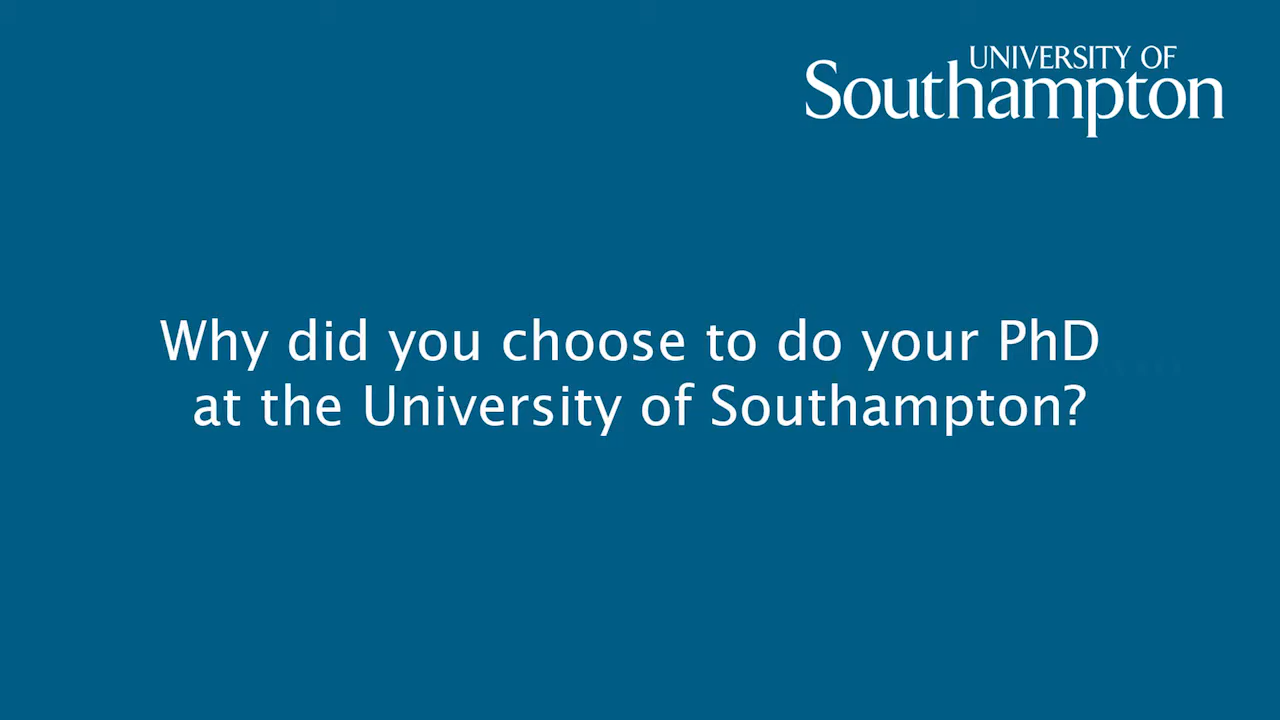 UNIVERSITY OF
Southampton
Why did you choose to do your PhD
at the University of Southampton?